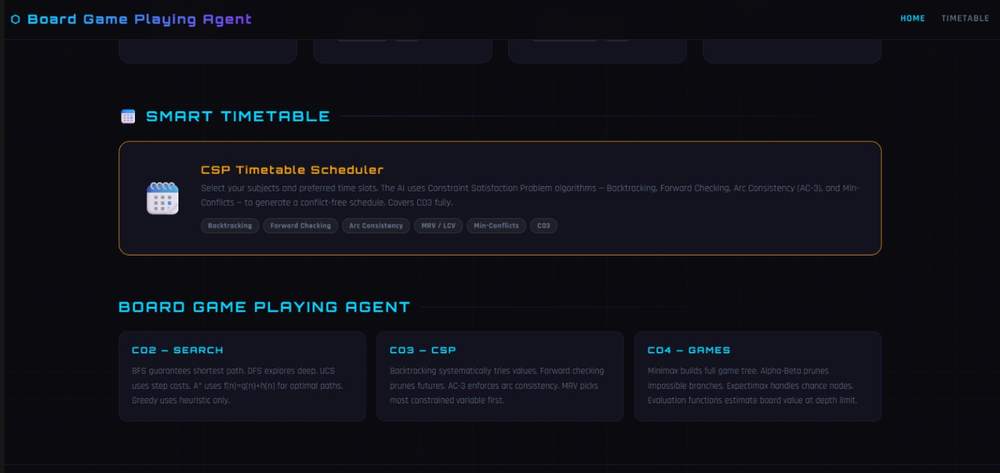 Board Game Playing Agent
HOME
TIMETABLE
SMART TIMETABLE
CSP Timetable Scheduler
Select your subjects and preferred time slots. The AI uses Constraint Satisfaction Problem algorithms — Backtracking, Forward Checking, Arc Consistency (AC-3), and Min-
Conflicts — to generate a conflict-free schedule. Covers CO3 fully.
Backtracking
Forward Checking
Arc Consistency
MRV / LCV
Min-Conflicts
CO3
BOARD GAME PLAYING AGENT
CO2 — SEARCH
BFS guarantees shortest path. DFS explores deep. UCS
uses step costs. A* uses f(n)=g(n)+h(n) for optimal paths.
Greedy uses heuristic only.
CO3 — CSP
Backtracking systematically tries values. Forward checking
prunes futures. AC-3 enforces arc consistency. MRV picks
most constrained variable first.
CO4 — GAMES
Minimax builds full game tree. Alpha-Beta prunes
impossible branches. Expectimax handles chance nodes.
Evaluation functions estimate board value at depth limit.